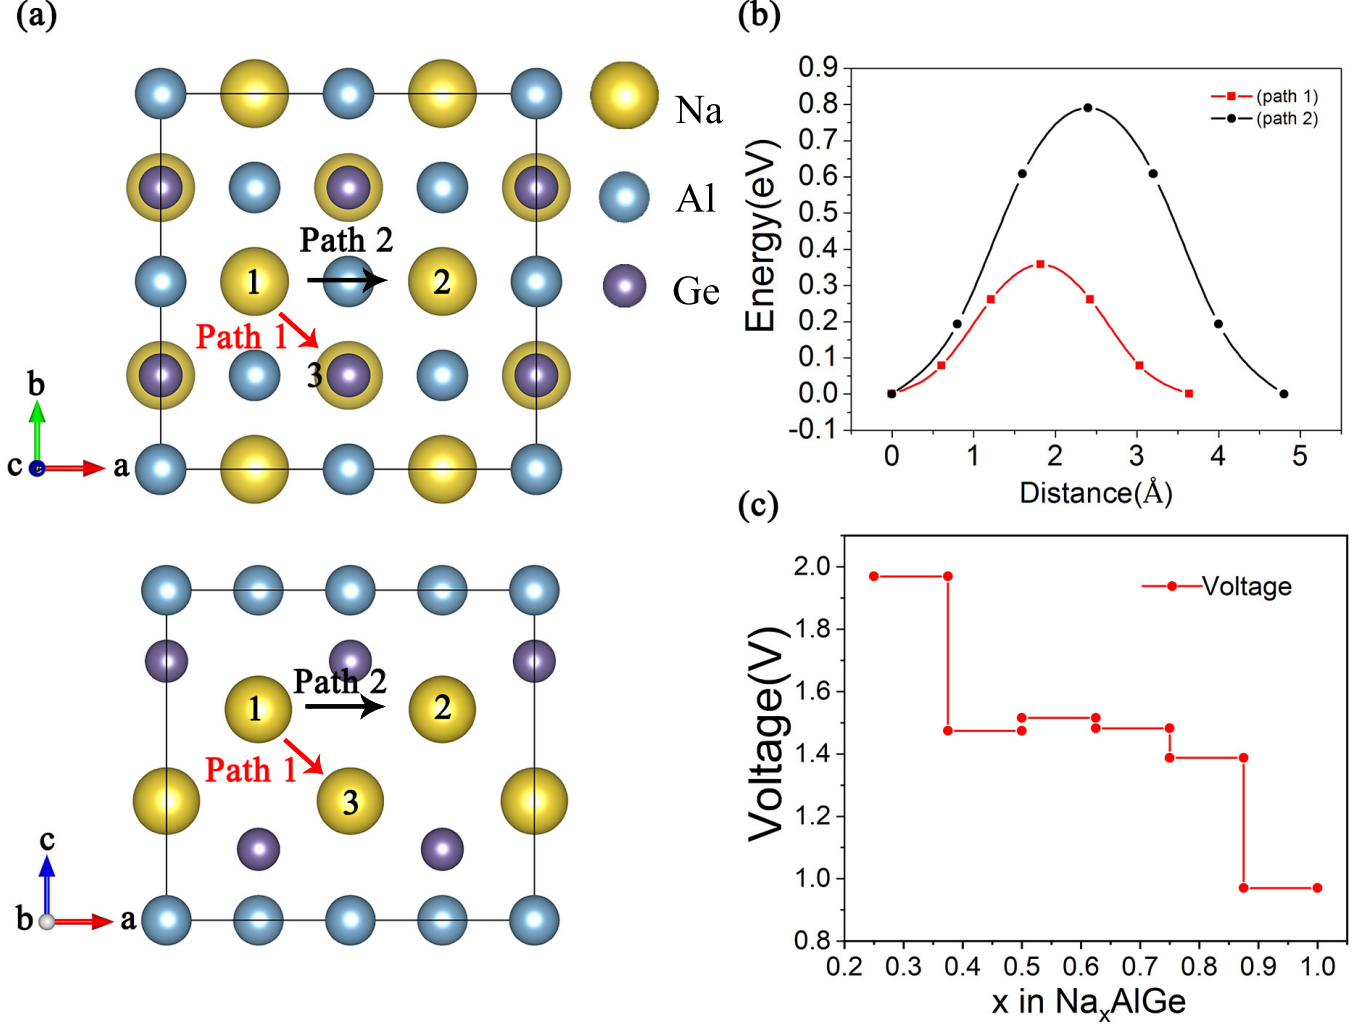 (a)
Na
Al
Ge
Path 2
1
2
Path 1
3
b
c
a
Path 2
1
2
Path 1
3
c
b
a
(b)
0.9
0.8
0.7
0.6
0.5
0.4
0.3
0.2
0.1
0.0
-0.1
Energy(eV)
(path 1)
(path 2)
0 1 2 3 4 5
Distance(Å)
(c)
2.0
1.8
1.6
1.4
1.2
1.0
0.8
Voltage(V)
Voltage
0.2 0.3 0.4 0.5 0.6 0.7 0.8 0.9 1.0
x in NaₓAlGe